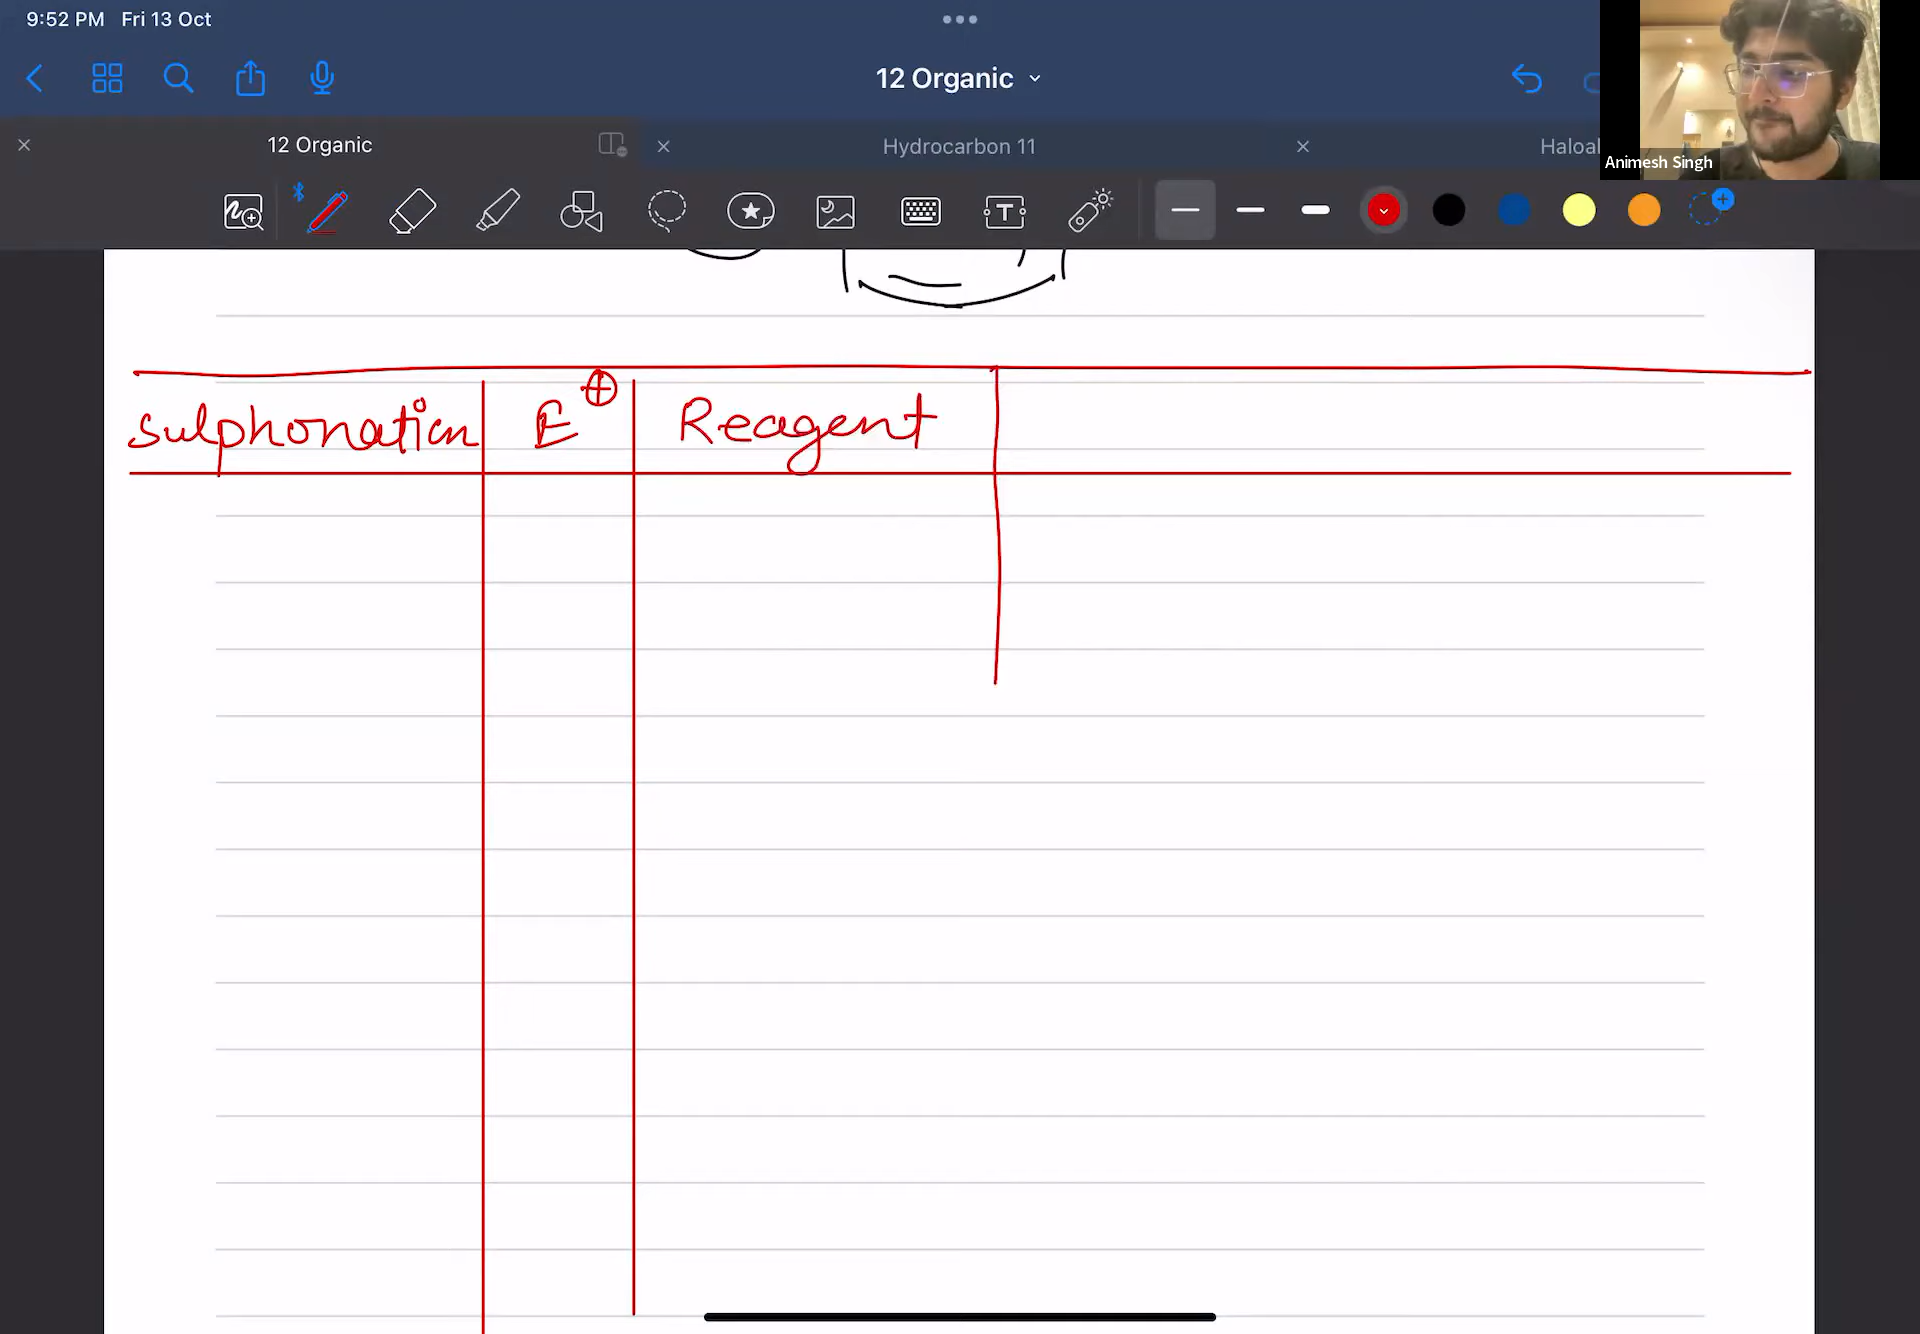 9:52 PM Fri 13 Oct
12 Organic
12 Organic
Hydrocarbon 11
Haloal
Animesh Singh
T
sulphonation E⊕ Reagent